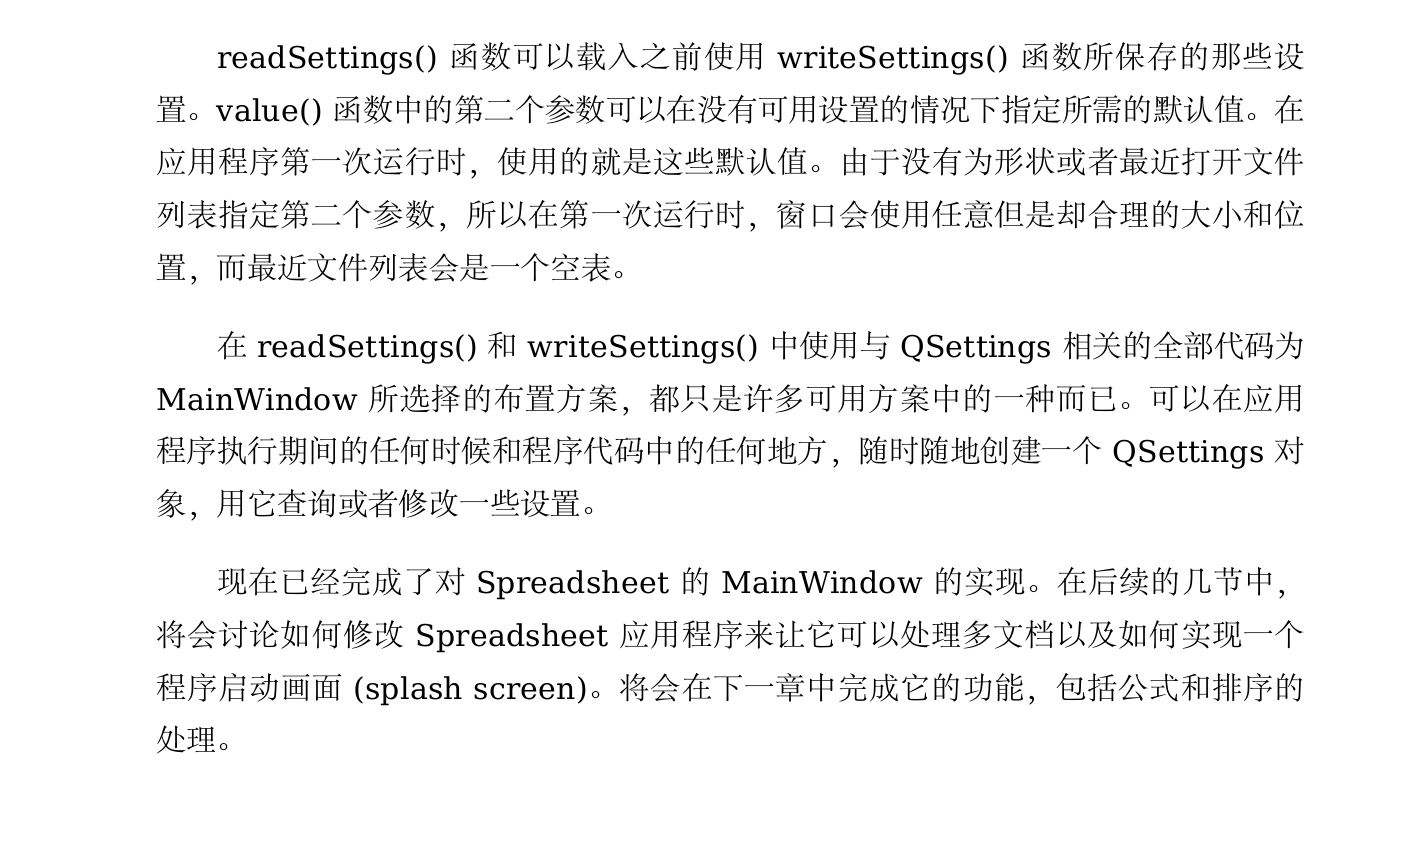 readSettings() 函数可以载入之前使用 writeSettings() 函数所保存的那些设
置。value() 函数中的第二个参数可以在没有可用设置的情况下指定所需的默认值。在
应用程序第一次运行时，使用的就是这些默认值。由于没有为形状或者最近打开文件
列表指定第二个参数，所以在第一次运行时，窗口会使用任意但是却合理的大小和位
置，而最近文件列表会是一个空表。
在 readSettings() 和 writeSettings() 中使用与 QSettings 相关的全部代码为
MainWindow 所选择的布置方案，都只是许多可用方案中的一种而已。可以在应用
程序执行期间的任何时候和程序代码中的任何地方，随时随地创建一个 QSettings 对
象，用它查询或者修改一些设置。
现在已经完成了对 Spreadsheet 的 MainWindow 的实现。在后续的几节中，
将会讨论如何修改 Spreadsheet 应用程序来让它可以处理多文档以及如何实现一个
程序启动画面 (splash screen)。将会在下一章中完成它的功能，包括公式和排序的
处理。